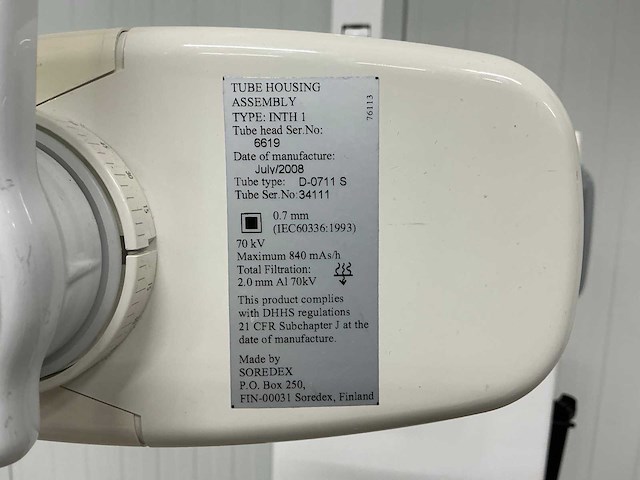 TUBE HOUSING
ASSEMBLY
TYPE: INTH 1
76113
Tube head Ser.No:
6619
Date of manufacture:
July/2008
Tube type: D-0711 S
Tube Ser.No: 34111
0.7 mm
(IEC60336:1993)
70 kV
Maximum 840 mAs/h
Total Filtration:
2.0 mm Al 70kV
This product complies
with DHHS regulations
21 CFR Subchapter J at the
date of manufacture.
Made by
SOREDEX
P.O. Box 250,
FIN-00031 Soredex, Finland